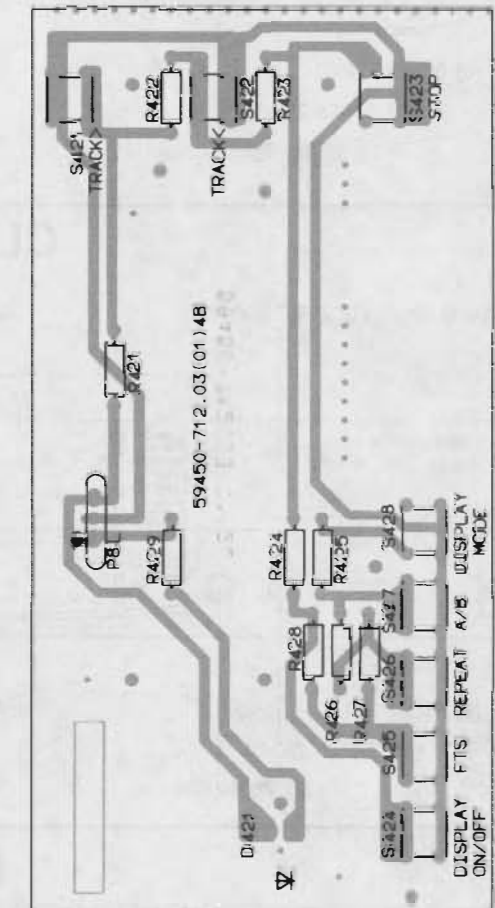 S421
TRACK>
R422
TRACK<
S422
R423
S423
STOP
R421
59450-712.03(01)4B
P8
R429
R424
R425
S428
DISPLAY
MODE
R428
S427
A/B
R426
R427
S426
REPEAT
S425
FTS
D421
S424
DISPLAY
ON/OFF